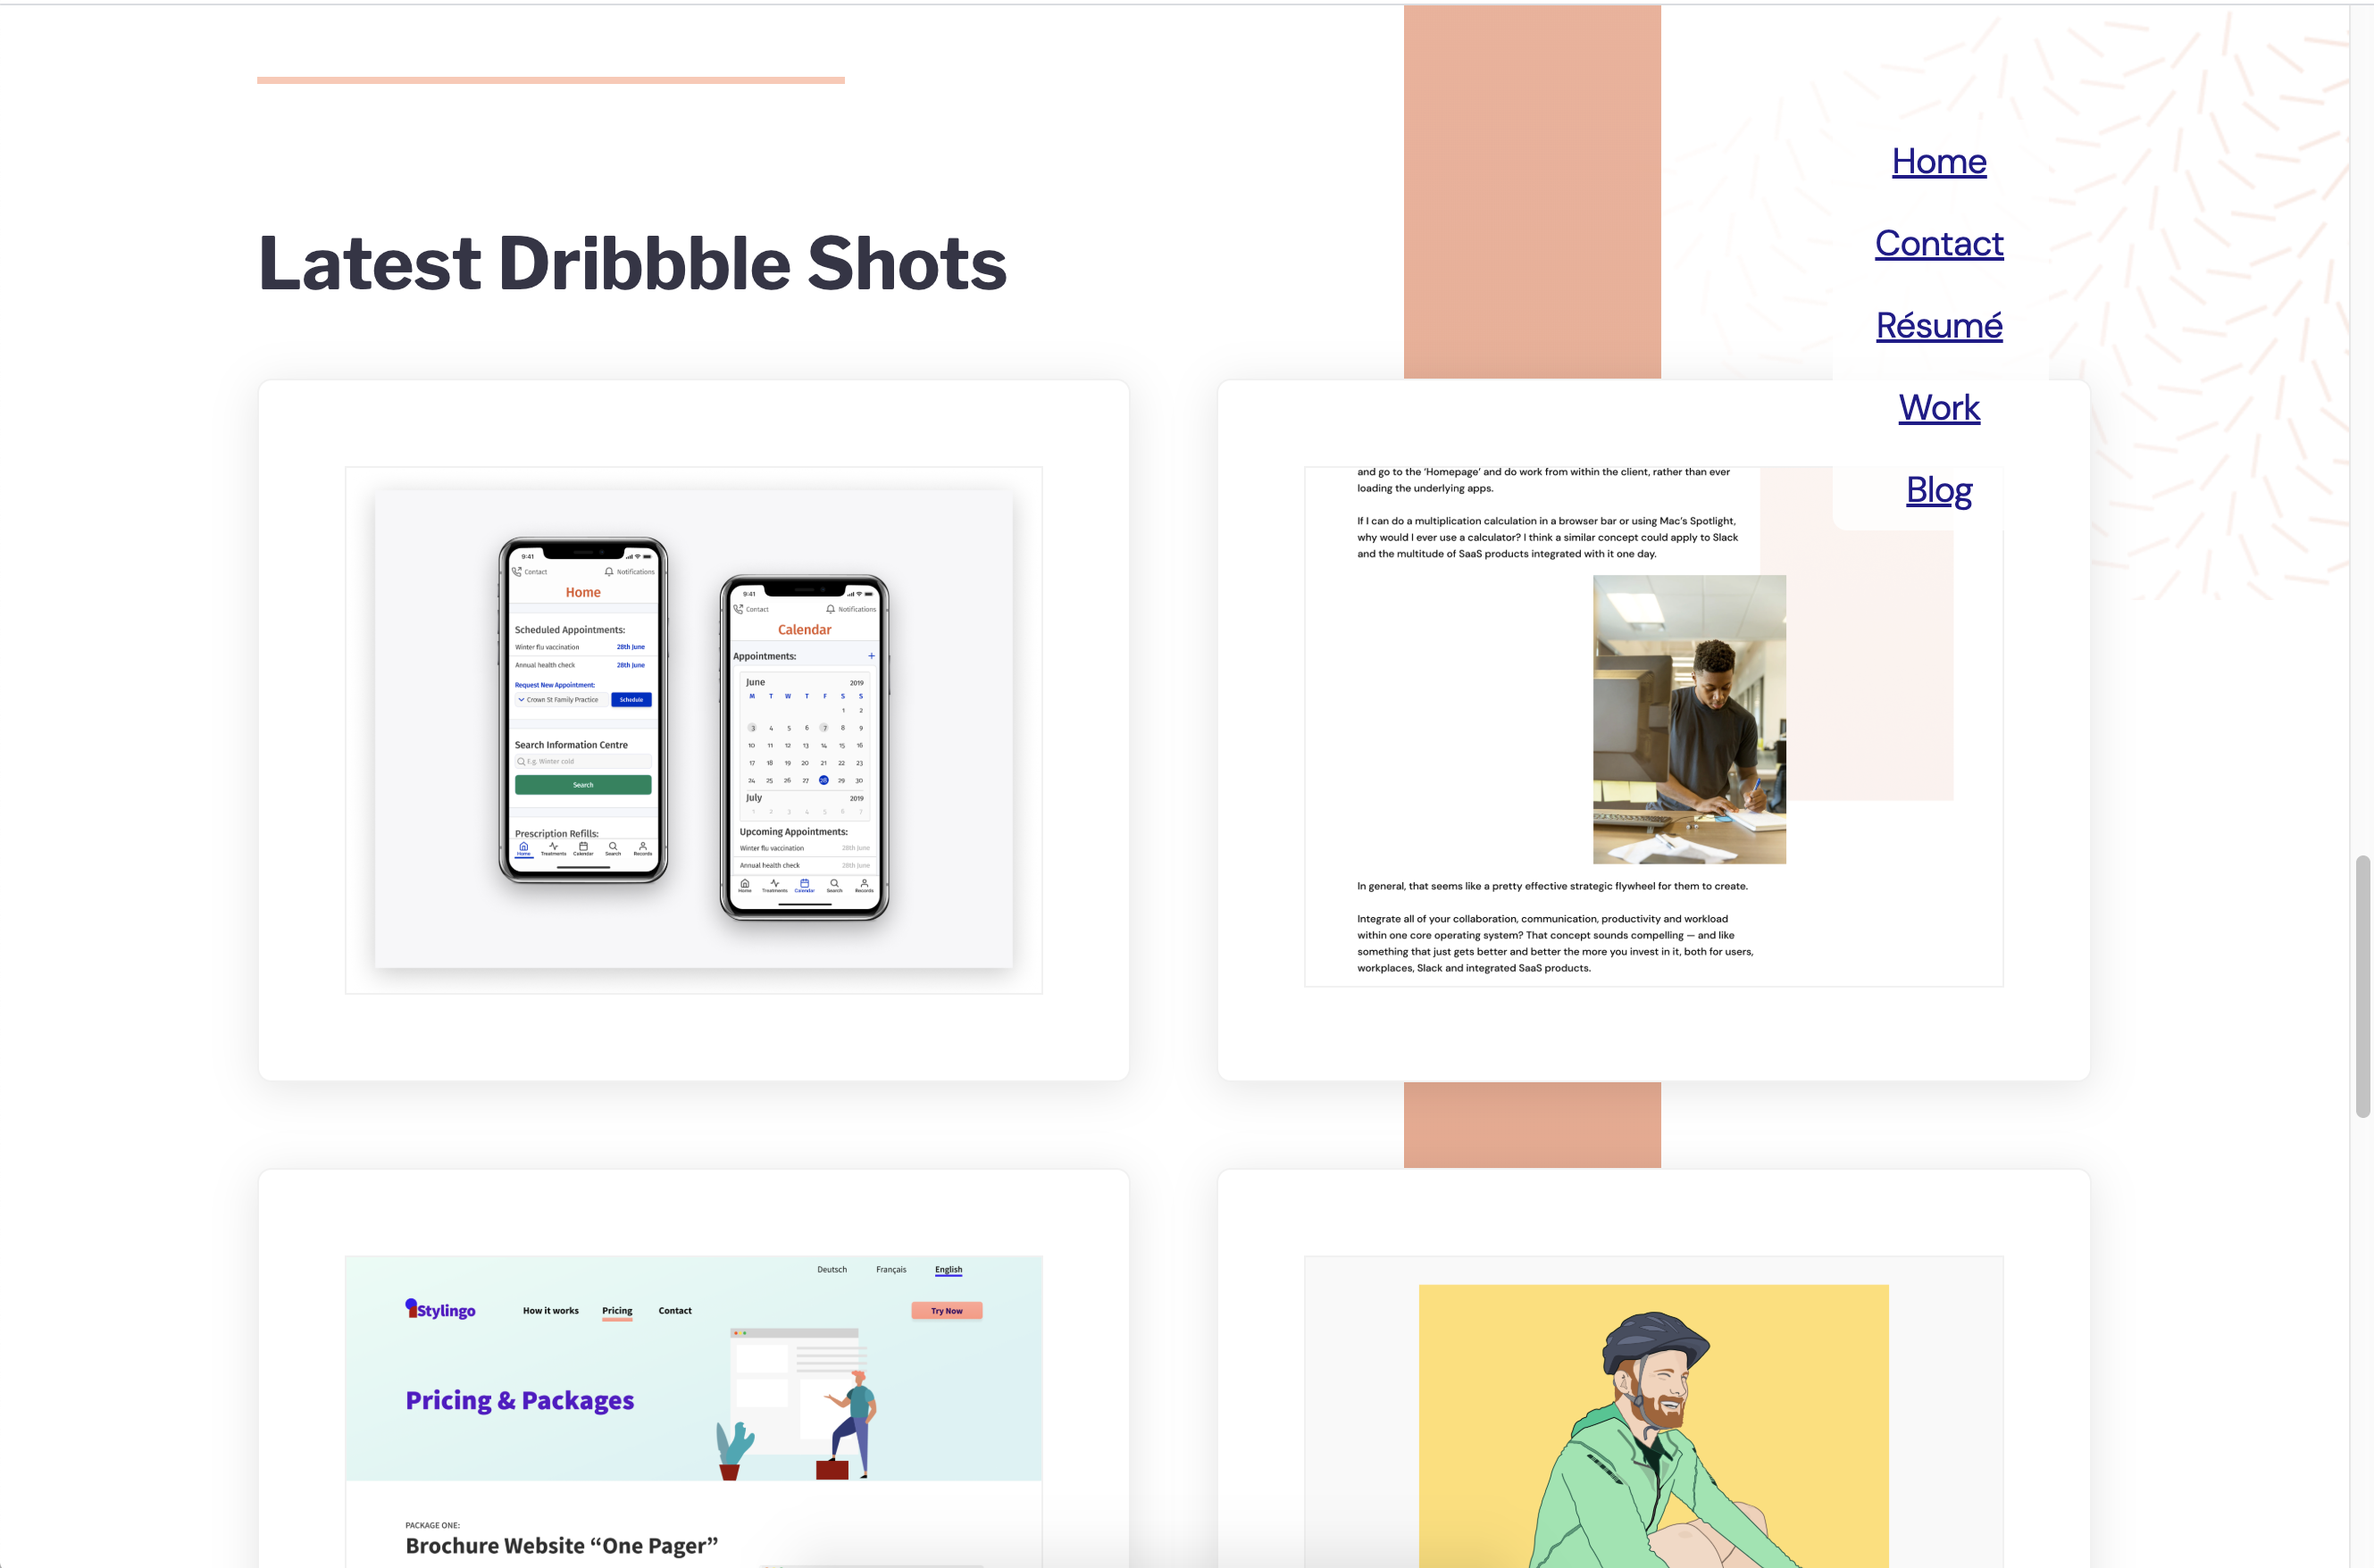 Home
Contact
Résumé
Work
Blog
Latest Dribbble Shots
9:41
Contact
Notifications
Home
Scheduled Appointments:
Winter flu vaccination 28th June
Annual health check 28th June
Request New Appointment:
Crown St Family Practice Schedule
Search Information Centre
E.g. Winter cold
Search
Prescription Refills:
Home Treatments Calendar Search Records
9:41
Contact
Notifications
Calendar
Appointments: +
June 2019
M T W T F S S
1 2
3 4 5 6 7 8 9
10 11 12 13 14 15 16
17 18 19 20 21 22 23
24 25 26 27 28 29 30
July 2019
1 2 3 4 5 6 7
Upcoming Appointments:
Winter flu vaccination 28th June
Annual health check 28th June
Home Treatments Calendar Search Records
and go to the ‘Homepage’ and do work from within the client, rather than ever
loading the underlying apps.
If I can do a multiplication calculation in a browser bar or using Mac’s Spotlight,
why would I ever use a calculator? I think a similar concept could apply to Slack
and the multitude of SaaS products integrated with it one day.
In general, that seems like a pretty effective strategic flywheel for them to create.
Integrate all of your collaboration, communication, productivity and workload
within one core operating system? That concept sounds compelling — and like
something that just gets better and better the more you invest in it, both for users,
workplaces, Slack and integrated SaaS products.
Deutsch Français English
Stylingo How it works Pricing Contact Try Now
Pricing & Packages
PACKAGE ONE:
Brochure Website “One Pager”